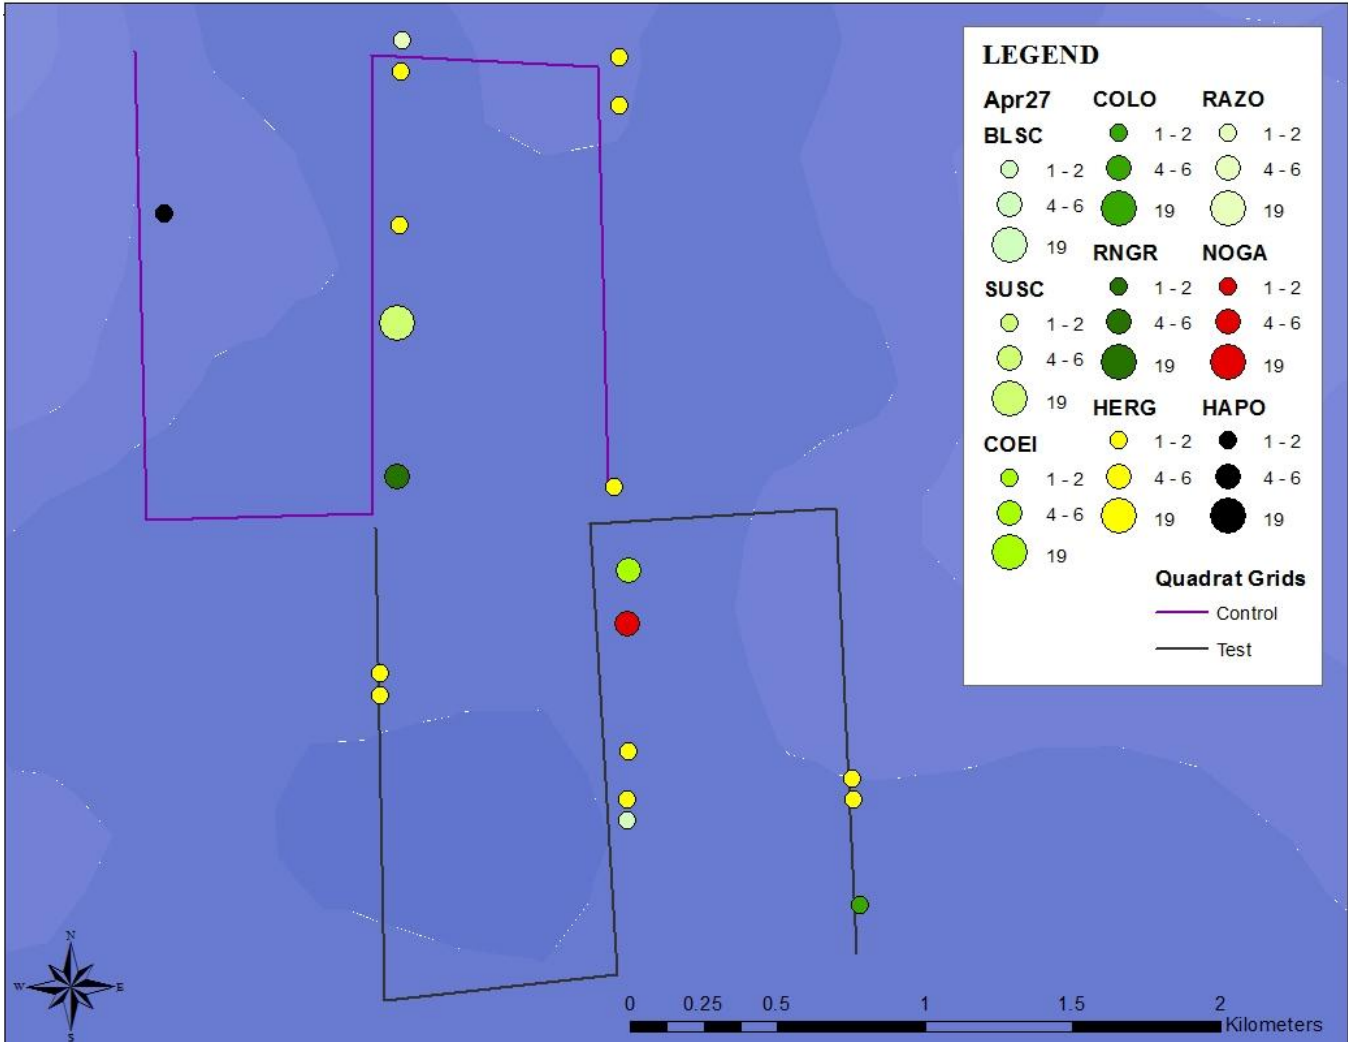 LEGEND
Apr27 COLO RAZO
BLSC 1 - 2 1 - 2
1 - 2 4 - 6 4 - 6
4 - 6 19 19
19 RNGR NOGA
SUSC 1 - 2 1 - 2
1 - 2 4 - 6 4 - 6
4 - 6 19 19
19 HERG HAPO
COEI 1 - 2 1 - 2
1 - 2 4 - 6 4 - 6
4 - 6 19 19
19
Quadrat Grids
Control
Test
N
W E
S
0 0.25 0.5 1 1.5 2
Kilometers